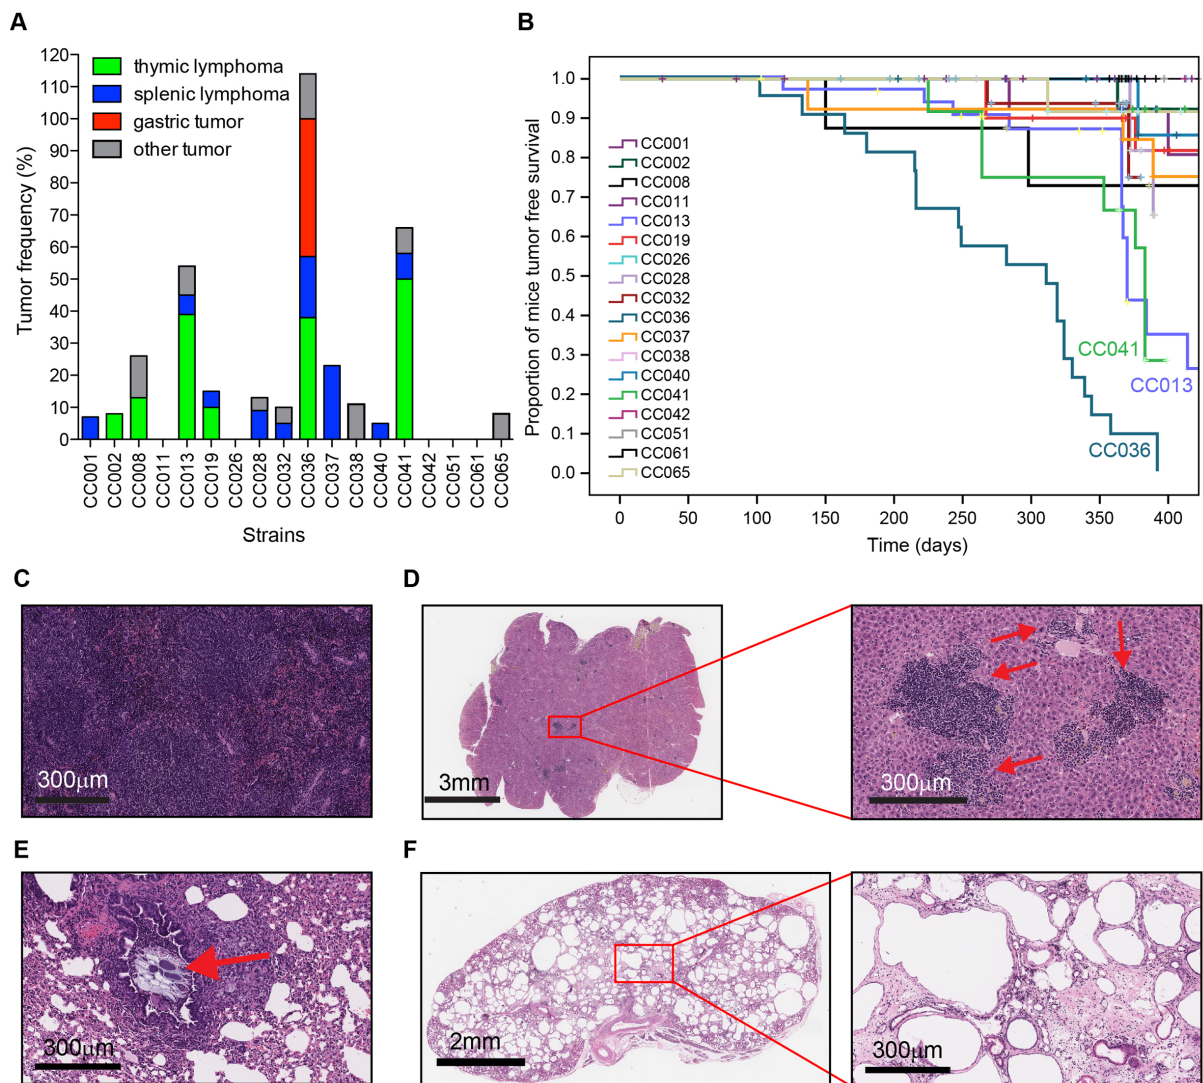 A
Tumor frequency (%)
120
110
100
90
80
70
60
50
40
30
20
10
0
thymic lymphoma
splenic lymphoma
gastric tumor
other tumor
CC001
CC002
CC008
CC011
CC013
CC019
CC026
CC028
CC032
CC036
CC037
CC038
CC040
CC041
CC042
CC051
CC061
CC065
Strains
B
Proportion of mice tumor free survival
1.0
0.9
0.8
0.7
0.6
0.5
0.4
0.3
0.2
0.1
0.0
CC001
CC002
CC008
CC011
CC013
CC019
CC026
CC028
CC032
CC036
CC037
CC038
CC040
CC041
CC042
CC051
CC061
CC065
CC041
CC013
CC036
0 50 100 150 200 250 300 350 400
Time (days)
C
300μm
D
3mm
300μm
E
300μm
F
2mm
300μm